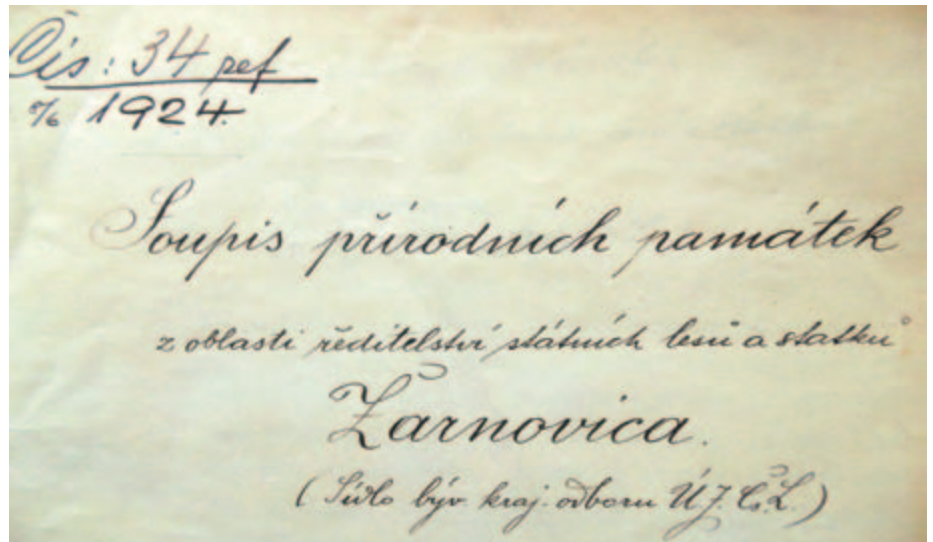 Čís: 34 pef
1924.
Soupis přírodních památek
z oblasti ředitelství státních lesů a statků
Žarnovica.
(Sídlo býv. kraj. odboru Ú.J.Č.L.)